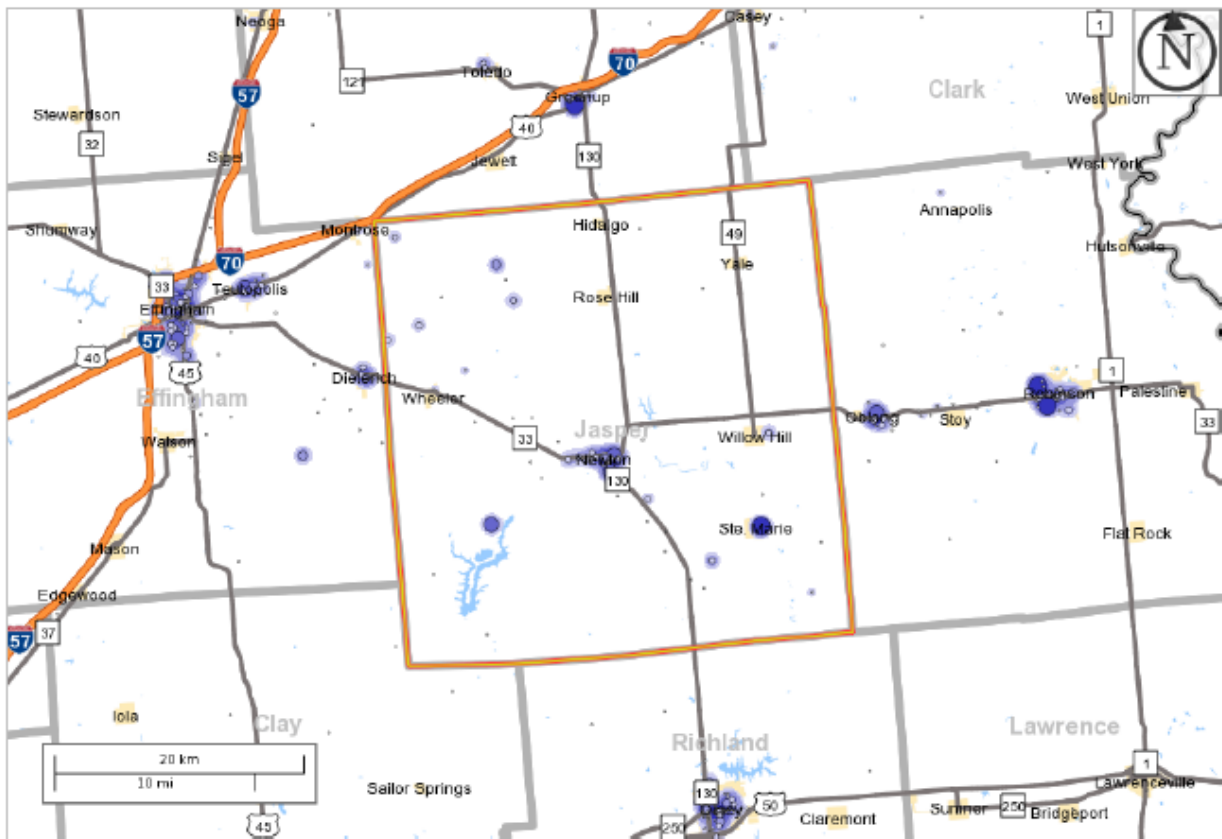 Neoga
Casey
1
N
70
Toledo
121
57
Greenup
Clark
West Union
Stewardson
40
32
130
Sigel
Jewett
West York
Annapolis
Hidalgo
Shumway
Montrose
49
Hutsonville
70
Yale
33
Teutopolis
Rose Hill
Effingham
57
40
45
1
Dieterich
Effingham
Wheeler
Robinson
Palestine
Oblong
Stoy
33
Jasper
33
Willow Hill
Watson
Newton
130
Ste. Marie
Flat Rock
Mason
Edgewood
37
57
Iola
Clay
Richland
Lawrence
20 km
10 mi
1
Sailor Springs
130
50
Lawrenceville
Olney
250
Sumner
Bridgeport
Claremont
45
250